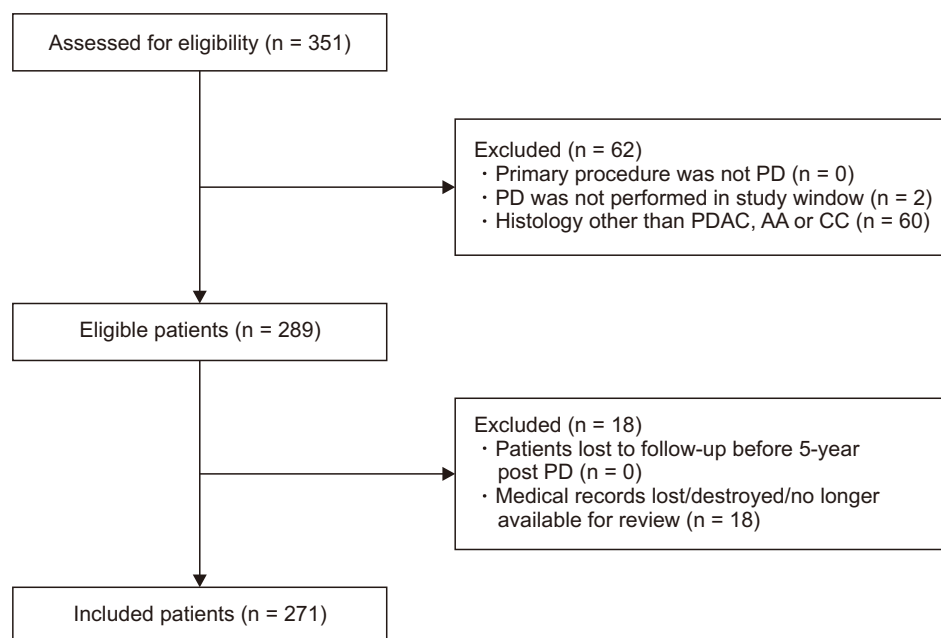 Assessed for eligibility (n = 351)
Excluded (n = 62)
· Primary procedure was not PD (n = 0)
· PD was not performed in study window (n = 2)
· Histology other than PDAC, AA or CC (n = 60)
Eligible patients (n = 289)
Excluded (n = 18)
· Patients lost to follow-up before 5-year
post PD (n = 0)
· Medical records lost/destroyed/no longer
available for review (n = 18)
Included patients (n = 271)